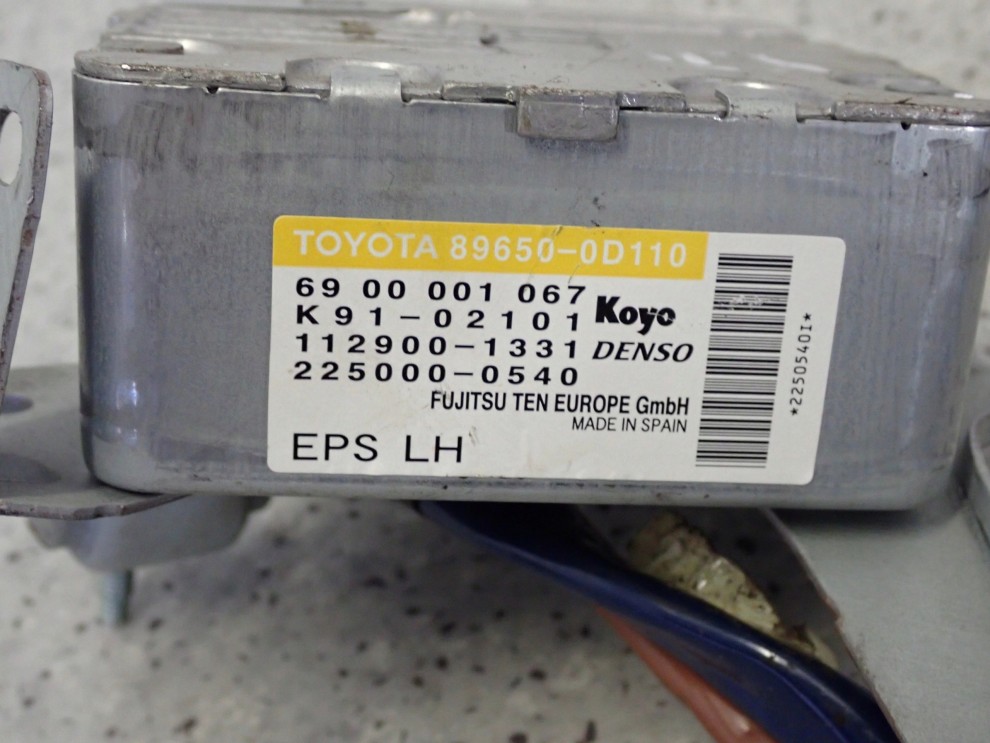 TOYOTA 89650-0D110
69 00 001 067
K91-02101 Koyo
112900-1331 DENSO
225000-0540
FUJITSU TEN EUROPE GmbH
MADE IN SPAIN
EPS LH
*2250540I*